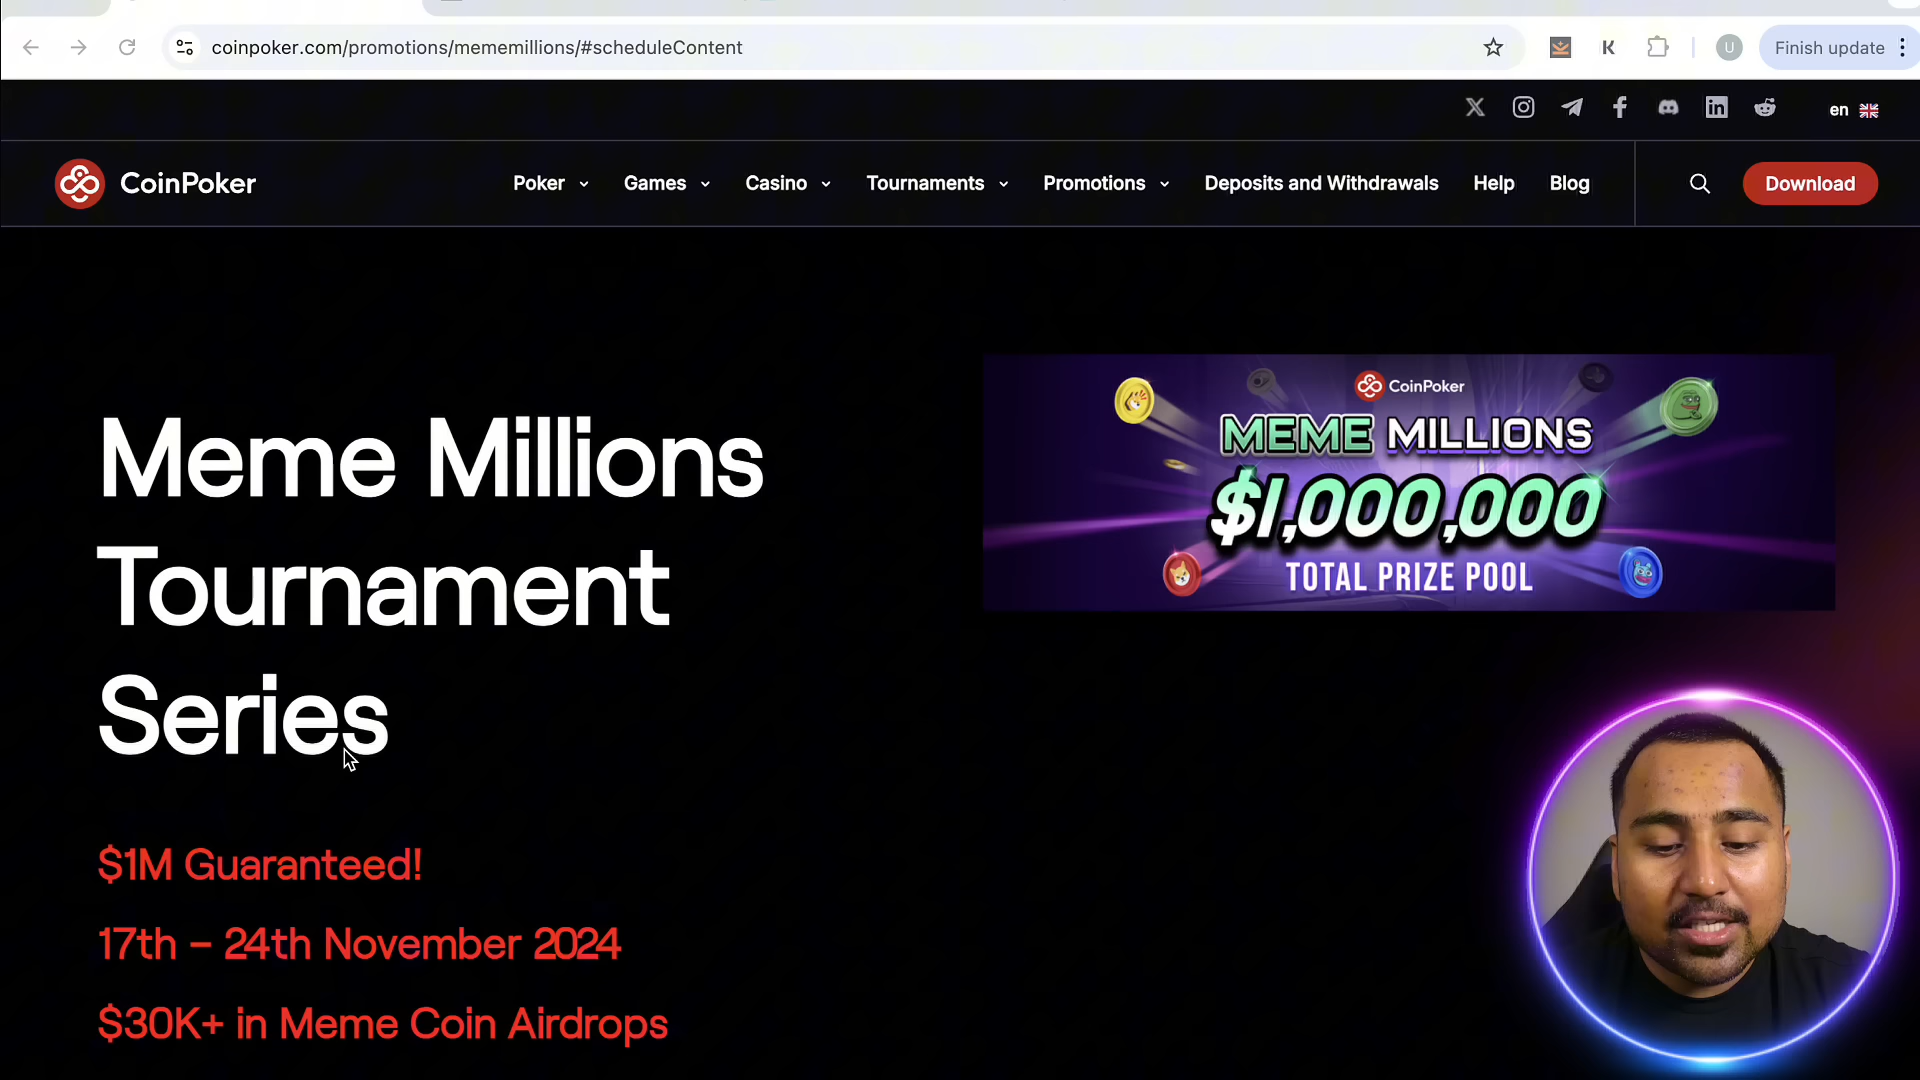 coinpoker.com/promotions/mememillions/#scheduleContent
K
U
Finish update
en
CoinPoker
Poker
Games
Casino
Tournaments
Promotions
Deposits and Withdrawals
Help
Blog
Download
Meme Millions
Tournament
Series
$1M Guaranteed!
17th – 24th November 2024
$30K+ in Meme Coin Airdrops
CoinPoker
MEME MILLIONS
$1,000,000
TOTAL PRIZE POOL